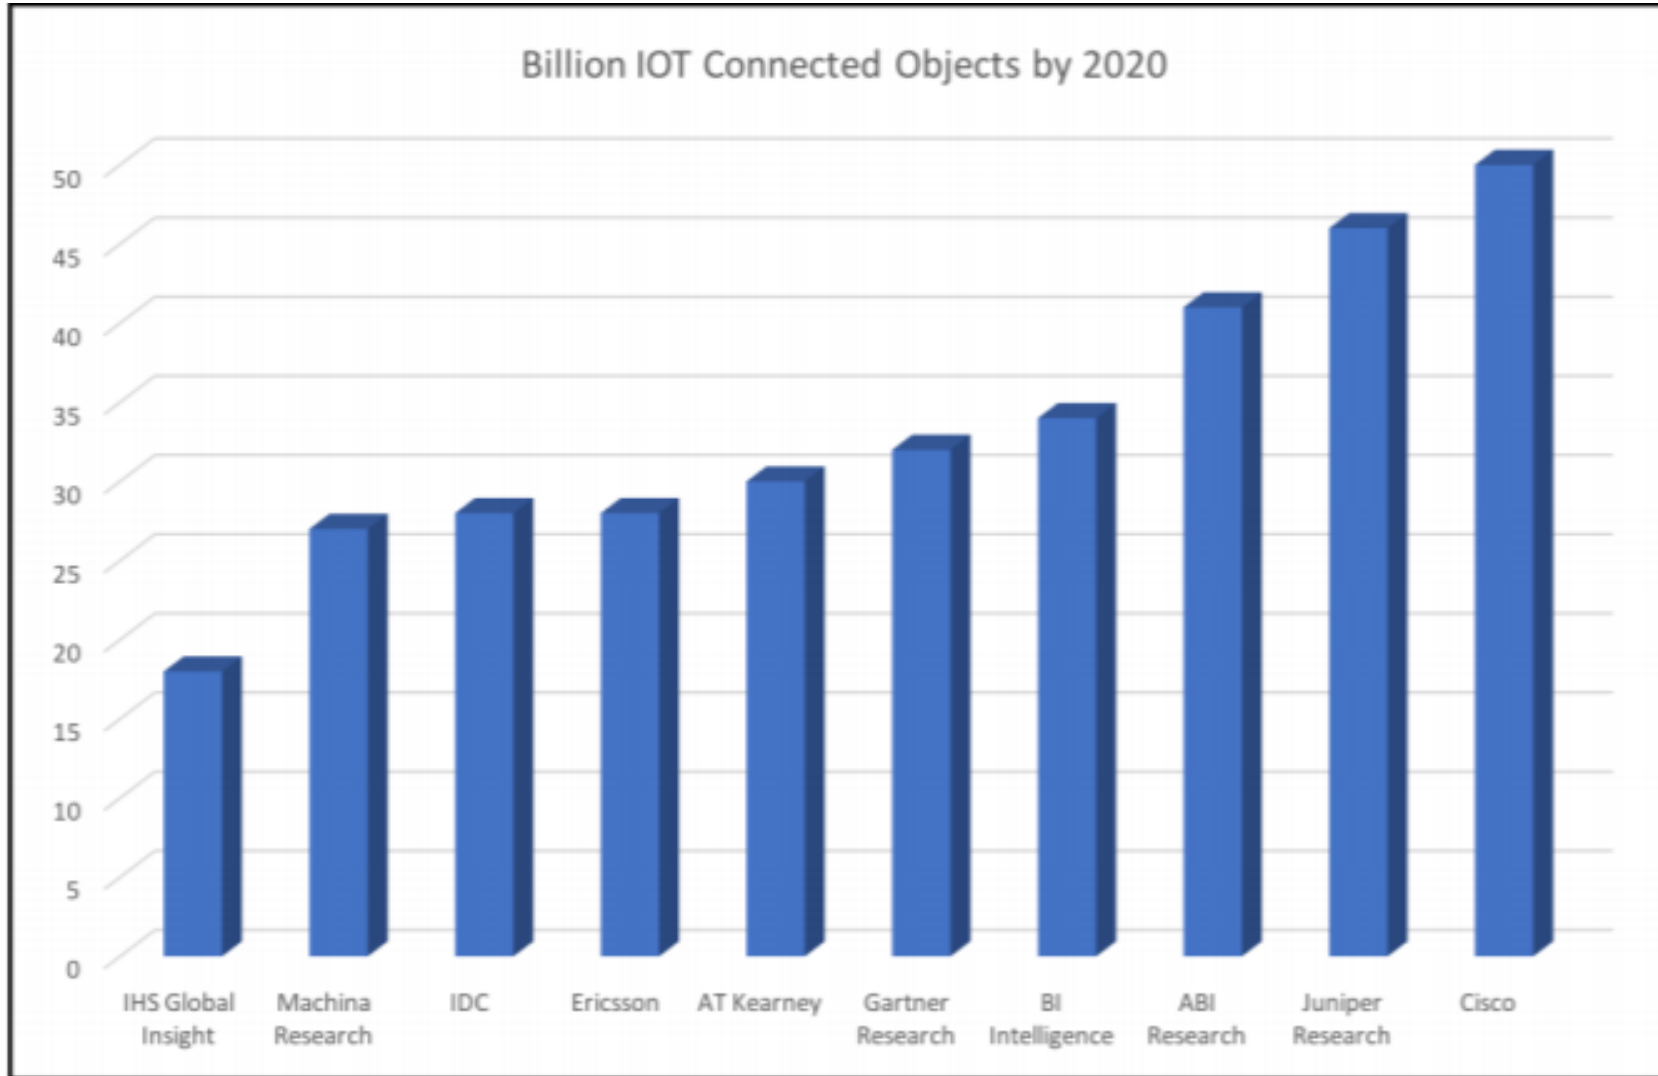 Billion IOT Connected Objects by 2020
50
45
40
35
30
25
20
15
10
5
0
IHS Global
Insight
Machina
Research
IDC
Ericsson
AT Kearney
Gartner
Research
BI
Intelligence
ABI
Research
Juniper
Research
Cisco